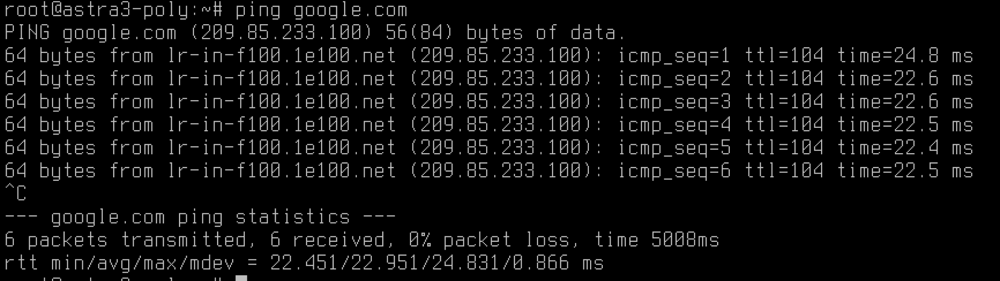 root@astra3-poly:~# ping google.com
PING google.com (209.85.233.100) 56(84) bytes of data.
64 bytes from lr-in-f100.1e100.net (209.85.233.100): icmp_seq=1 ttl=104 time=24.8 ms
64 bytes from lr-in-f100.1e100.net (209.85.233.100): icmp_seq=2 ttl=104 time=22.6 ms
64 bytes from lr-in-f100.1e100.net (209.85.233.100): icmp_seq=3 ttl=104 time=22.6 ms
64 bytes from lr-in-f100.1e100.net (209.85.233.100): icmp_seq=4 ttl=104 time=22.5 ms
64 bytes from lr-in-f100.1e100.net (209.85.233.100): icmp_seq=5 ttl=104 time=22.4 ms
64 bytes from lr-in-f100.1e100.net (209.85.233.100): icmp_seq=6 ttl=104 time=22.5 ms
^C
--- google.com ping statistics ---
6 packets transmitted, 6 received, 0% packet loss, time 5008ms
rtt min/avg/max/mdev = 22.451/22.951/24.831/0.866 ms